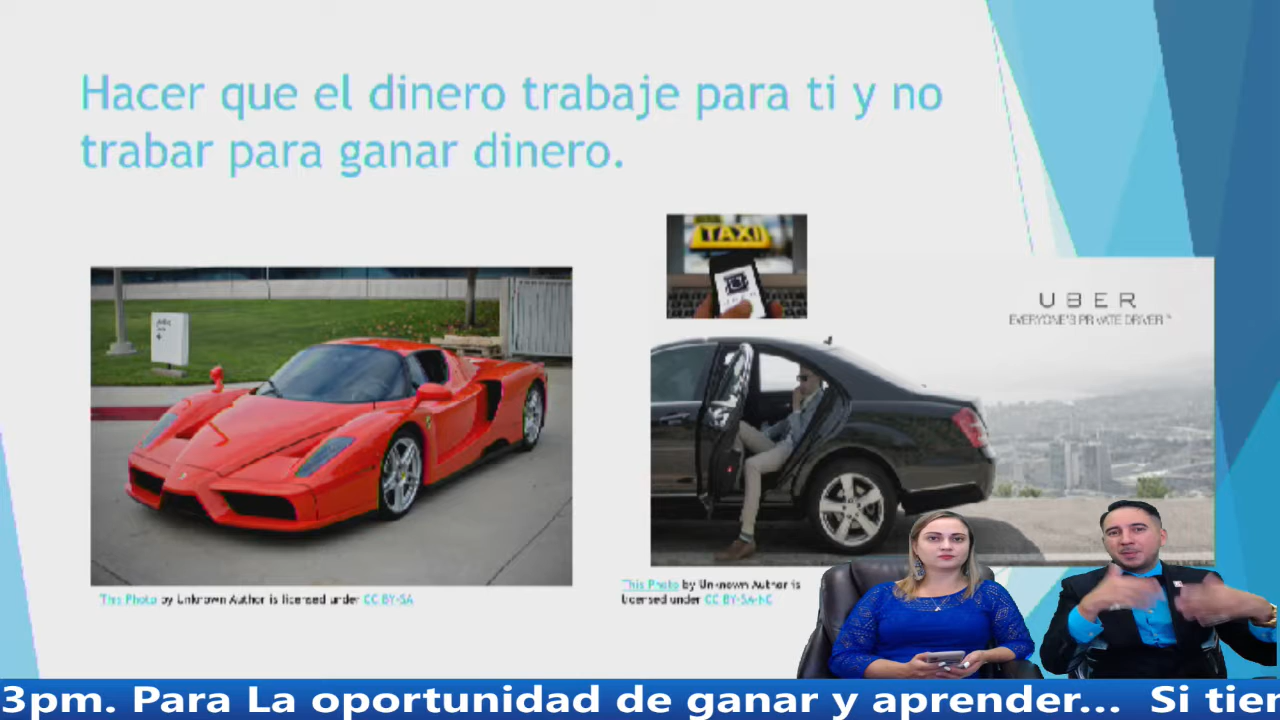 Hacer que el dinero trabaje para ti y no
trabar para ganar dinero.
TAXI
UBER
EVERYONE'S PRIVATE DRIVER™
This Photo by Unknown Author is licensed under CC BY-SA
This Photo by Unknown Author is
licensed under CC BY-SA-NC
3pm. Para La oportunidad de ganar y aprender... Si tier